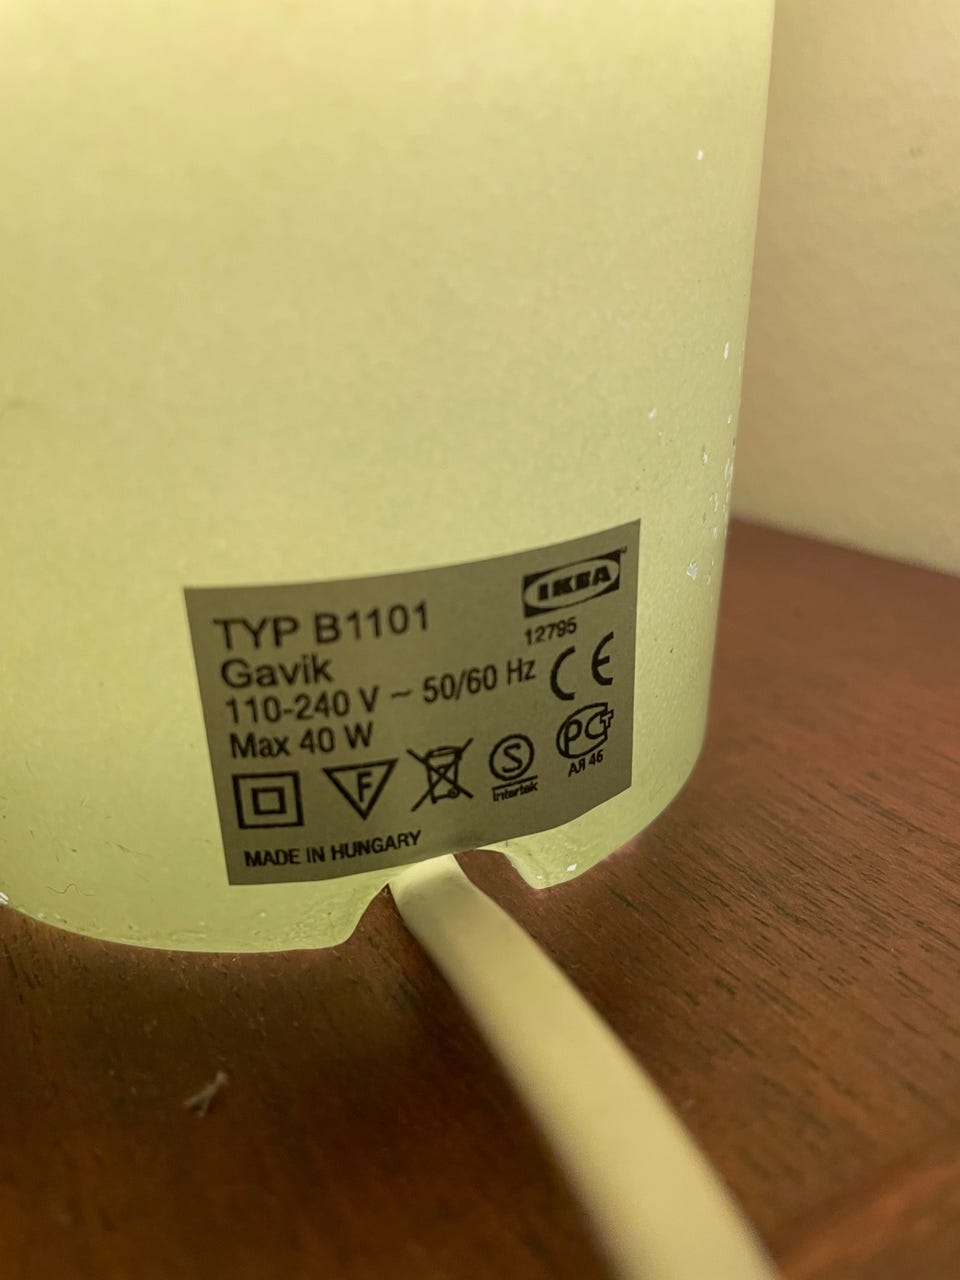 TYP B1101
IKEA
12795
Gavik
110-240 V ~ 50/60 Hz
CE
Max 40 W
F
S
Intertek
PCT
АЯ 46
MADE IN HUNGARY